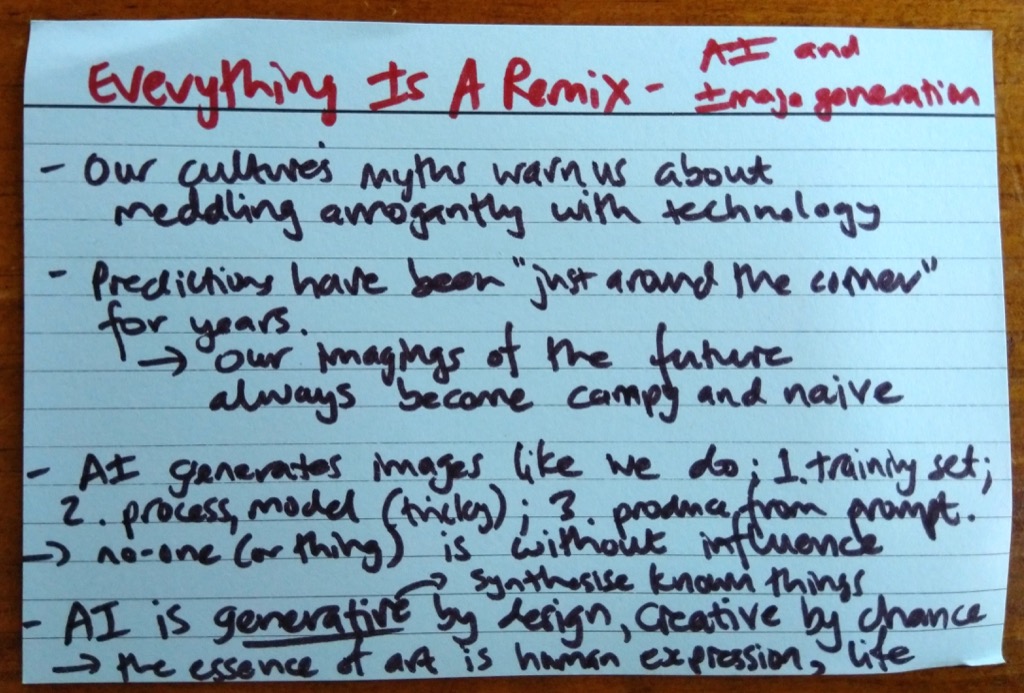 Everything Is A Remix - AI and
Image generation
- Our culture's myths warn us about
meddling arrogantly with technology
- Predictions have been "just around the corner"
for years.
→ Our imagings of the future
always become campy and naive
- AI generates images like we do; 1. training set;
2. process, model (tricky); 3. produce from prompt.
→ no-one (or thing) is without influence
→ synthesise known things
- AI is generative by design, creative by chance
→ the essence of art is human expression, life